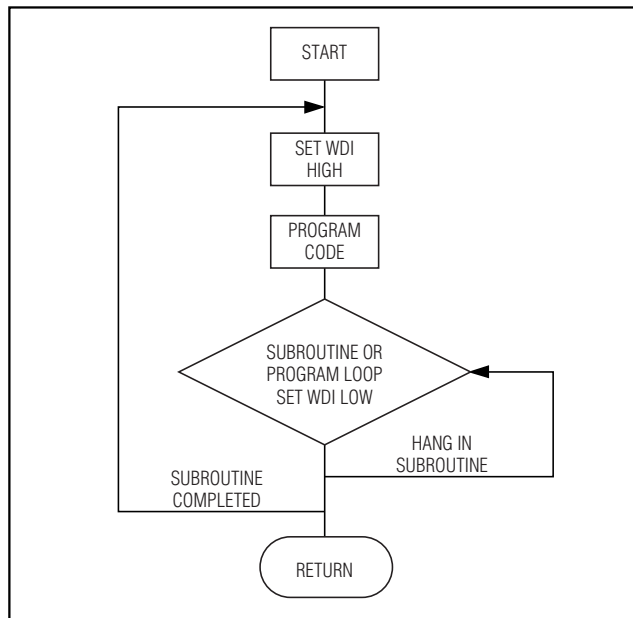 START
SET WDI
HIGH
PROGRAM
CODE
SUBROUTINE OR
PROGRAM LOOP
SET WDI LOW
HANG IN
SUBROUTINE
SUBROUTINE
COMPLETED
RETURN